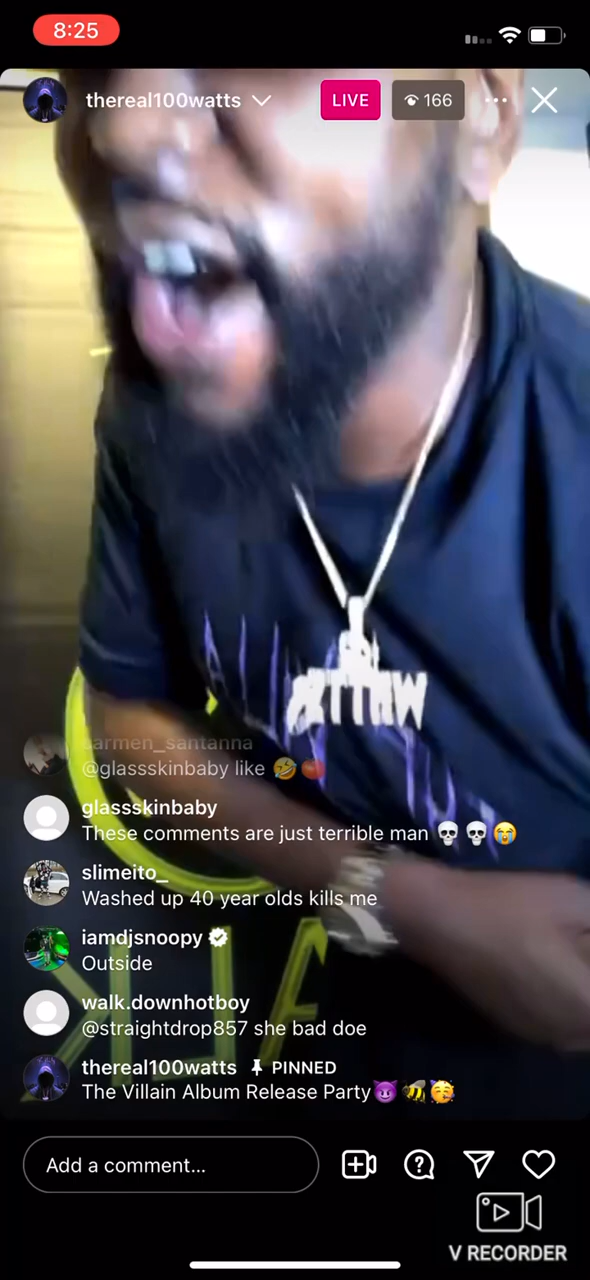 8:25
thereal100watts
LIVE
166
carmen_santanna
@glassskinbaby like 🤣🍅
glassskinbaby
These comments are just terrible man 💀💀😭
slimeito_
Washed up 40 year olds kills me
iamdjsnoopy
Outside
walk.downhotboy
@straightdrop857 she bad doe
thereal100watts PINNED
The Villain Album Release Party😈🐝🥳
Add a comment...
V RECORDER